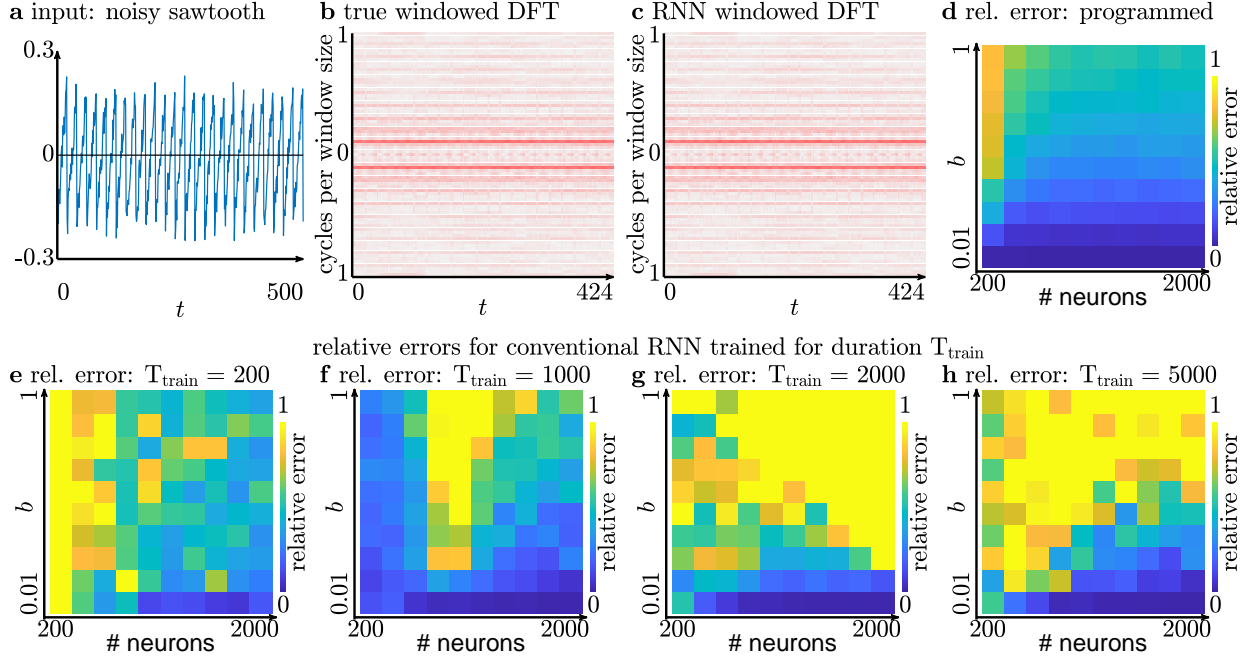 a input: noisy sawtooth
0.3
0
-0.3
0
500
t
b true windowed DFT
cycles per window size
1
0
1
0
424
t
c RNN windowed DFT
cycles per window size
1
0
1
0
424
t
d rel. error: programmed
1
b
0.01
200
2000
# neurons
1
relative error
0
relative errors for conventional RNN trained for duration T_train
e rel. error: T_train = 200
1
b
0.01
200
2000
# neurons
1
relative error
0
f rel. error: T_train = 1000
1
b
0.01
200
2000
# neurons
1
relative error
0
g rel. error: T_train = 2000
1
b
0.01
200
2000
# neurons
1
relative error
0
h rel. error: T_train = 5000
1
b
0.01
200
2000
# neurons
1
relative error
0